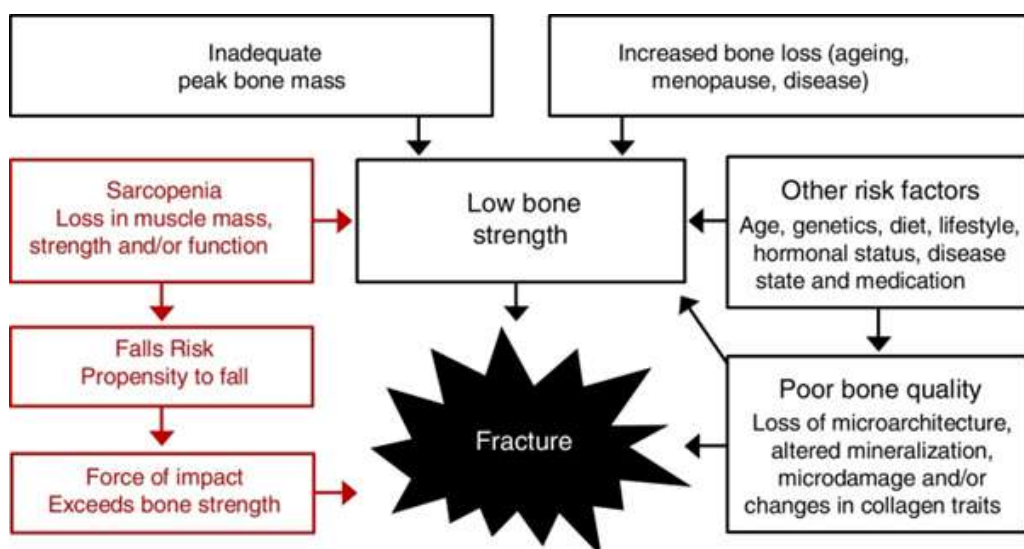 Inadequate
peak bone mass
Increased bone loss (ageing,
menopause, disease)
Sarcopenia
Loss in muscle mass,
strength and/or function
Low bone
strength
Other risk factors
Age, genetics, diet, lifestyle,
hormonal status, disease
state and medication
Falls Risk
Propensity to fall
Poor bone quality
Loss of microarchitecture,
altered mineralization,
microdamage and/or
changes in collagen traits
Fracture
Force of impact
Exceeds bone strength